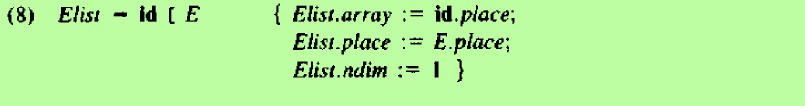 (8) Elist → id [ E { Elist.array := id.place;
Elist.place := E.place;
Elist.ndim := 1 }